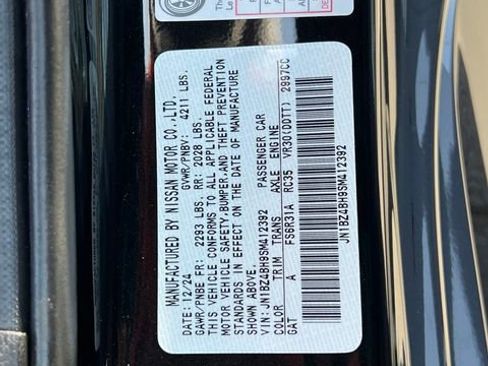 MANUFACTURED BY NISSAN MOTOR CO.,LTD.
DATE: 12/24 GVWR/PNBV: 4211 LBS.
GAWR/PNBE FR: 2293 LBS. RR: 2028 LBS.
THIS VEHICLE CONFORMS TO ALL APPLICABLE FEDERAL
MOTOR VEHICLE SAFETY,BUMPER,AND THEFT PREVENTION
STANDARDS IN EFFECT ON THE DATE OF MANUFACTURE
SHOWN ABOVE.
VIN: JN1BZ4BH9SM412392 PASSENGER CAR
COLOR TRIM TRANS AXLE ENGINE
GAT A FS6R31A RC35 VR30(DDTT) 2997CC
JN1BZ4BH9SM412392